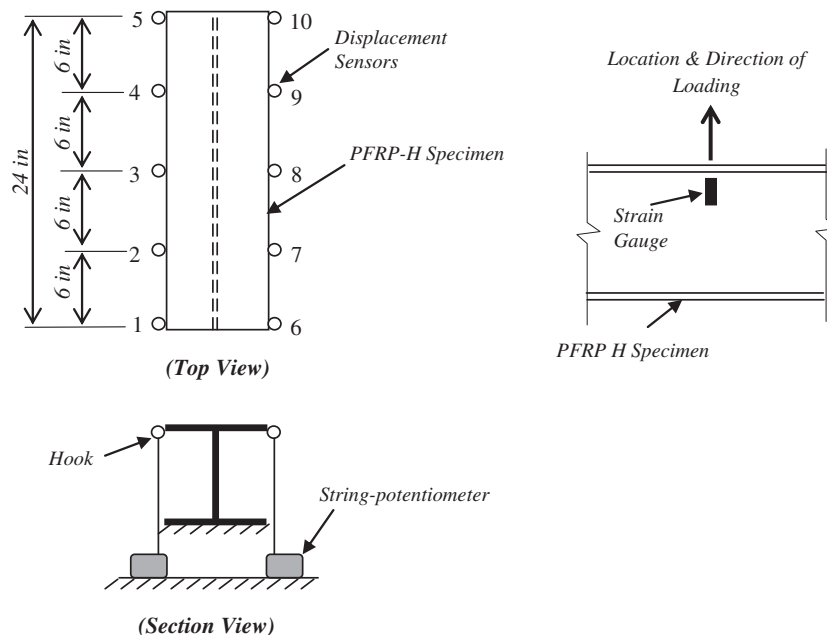 5
10
6 in
Displacement
Sensors
4
9
6 in
24 in
3
8
PFRP-H Specimen
6 in
2
7
6 in
1
6
(Top View)
Location & Direction of
Loading
Strain
Gauge
PFRP H Specimen
Hook
String-potentiometer
(Section View)